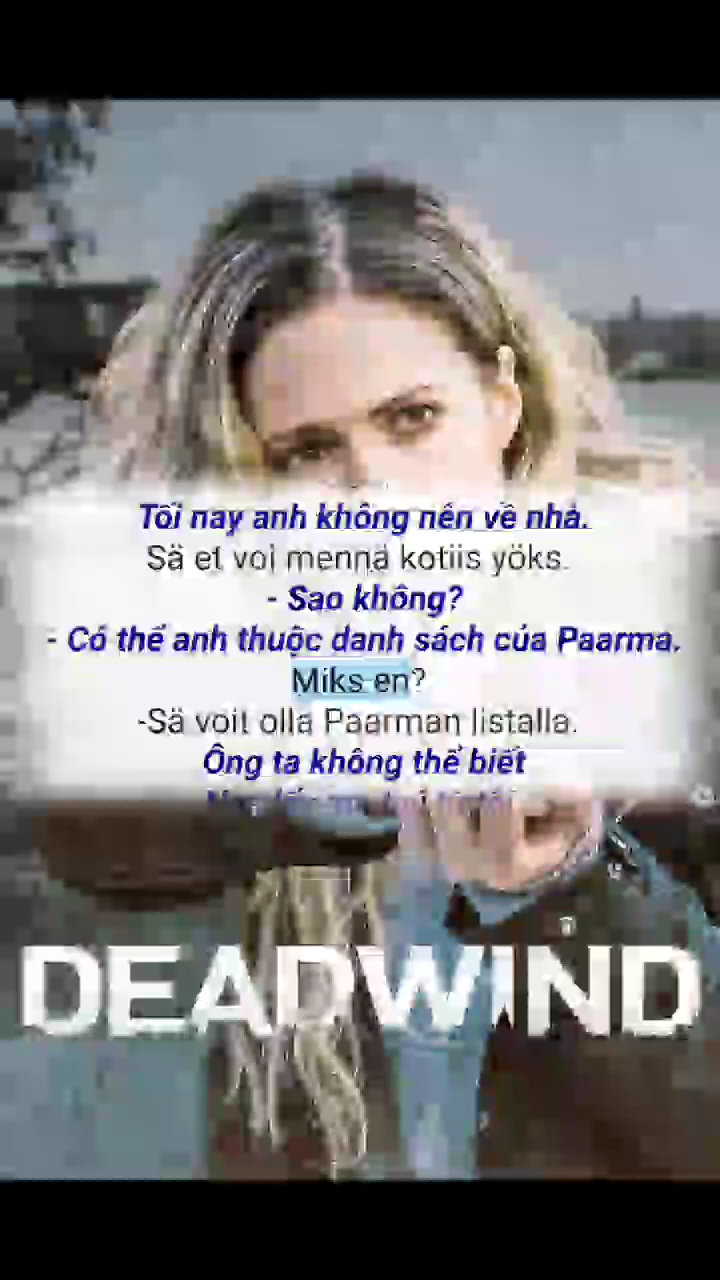 Tối nay anh không nên về nhà.
Sä et voi mennä kotiis yöks.
- Sao không?
- Có thể anh thuộc danh sách của Paarma.
Miks en?
-Sä voit olla Paarman listalla.
Ông ta không thể biết
DEADWIND